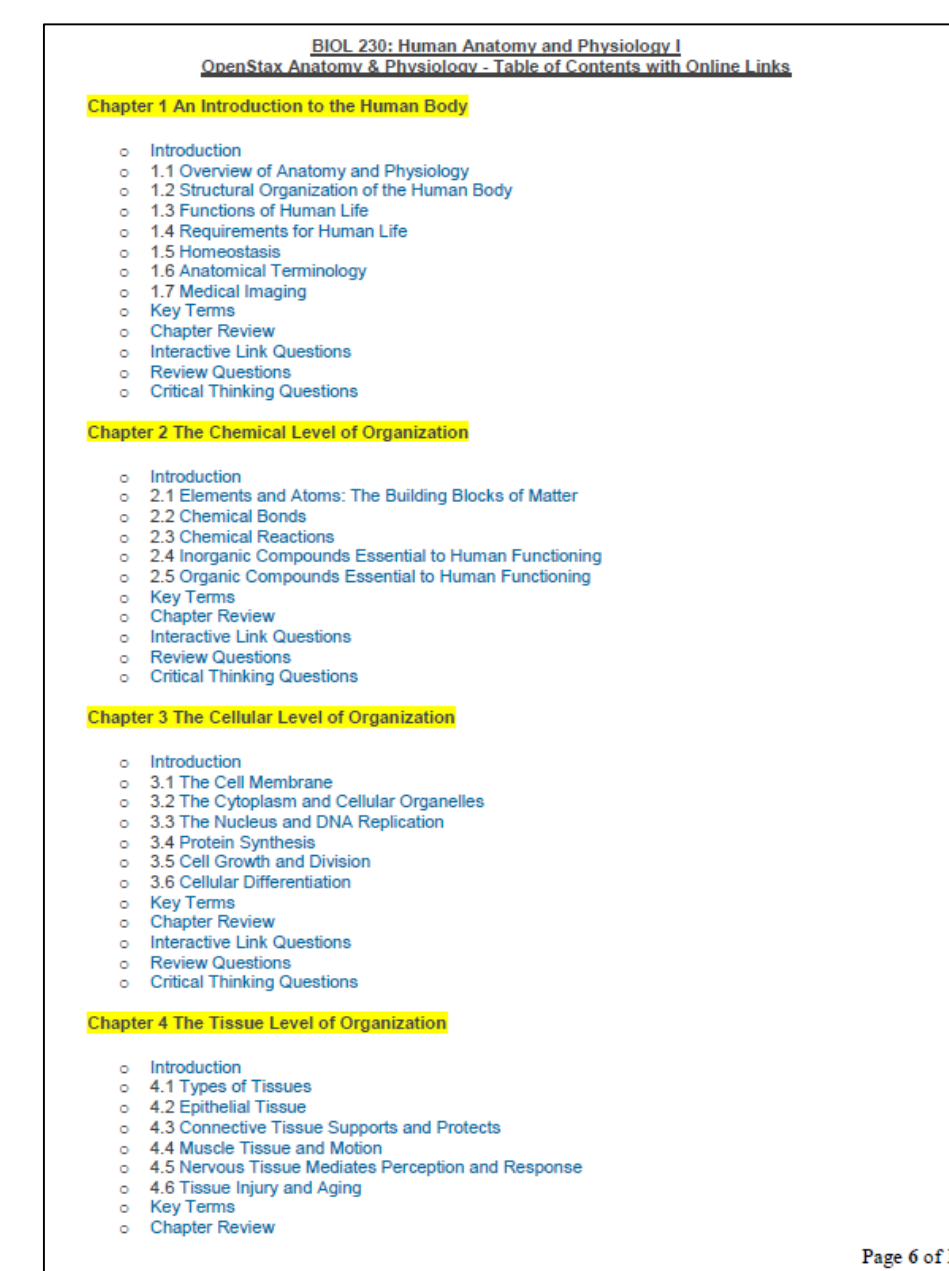 BIOL 230: Human Anatomy and Physiology I
OpenStax Anatomy & Physiology - Table of Contents with Online Links
Chapter 1 An Introduction to the Human Body
o Introduction
o 1.1 Overview of Anatomy and Physiology
o 1.2 Structural Organization of the Human Body
o 1.3 Functions of Human Life
o 1.4 Requirements for Human Life
o 1.5 Homeostasis
o 1.6 Anatomical Terminology
o 1.7 Medical Imaging
o Key Terms
o Chapter Review
o Interactive Link Questions
o Review Questions
o Critical Thinking Questions
Chapter 2 The Chemical Level of Organization
o Introduction
o 2.1 Elements and Atoms: The Building Blocks of Matter
o 2.2 Chemical Bonds
o 2.3 Chemical Reactions
o 2.4 Inorganic Compounds Essential to Human Functioning
o 2.5 Organic Compounds Essential to Human Functioning
o Key Terms
o Chapter Review
o Interactive Link Questions
o Review Questions
o Critical Thinking Questions
Chapter 3 The Cellular Level of Organization
o Introduction
o 3.1 The Cell Membrane
o 3.2 The Cytoplasm and Cellular Organelles
o 3.3 The Nucleus and DNA Replication
o 3.4 Protein Synthesis
o 3.5 Cell Growth and Division
o 3.6 Cellular Differentiation
o Key Terms
o Chapter Review
o Interactive Link Questions
o Review Questions
o Critical Thinking Questions
Chapter 4 The Tissue Level of Organization
o Introduction
o 4.1 Types of Tissues
o 4.2 Epithelial Tissue
o 4.3 Connective Tissue Supports and Protects
o 4.4 Muscle Tissue and Motion
o 4.5 Nervous Tissue Mediates Perception and Response
o 4.6 Tissue Injury and Aging
o Key Terms
o Chapter Review
Page 6 of